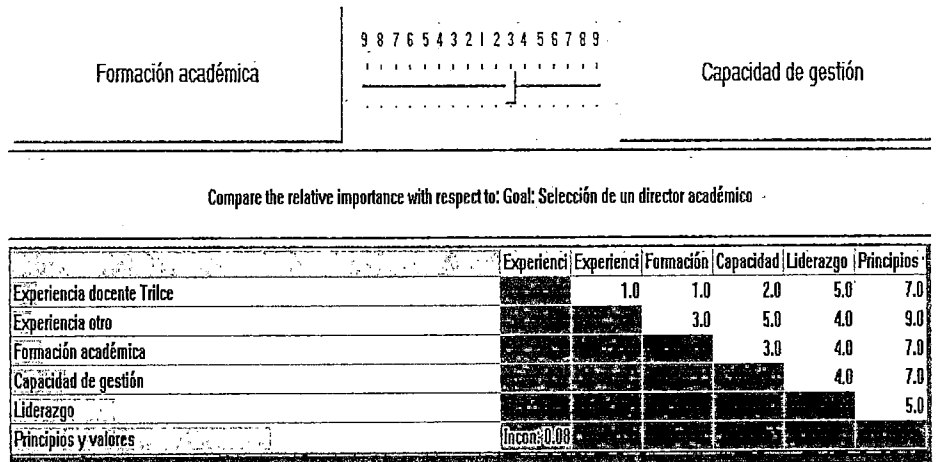 9 8 7 6 5 4 3 2 1 2 3 4 5 6 7 8 9
Formación académica
Capacidad de gestión
Compare the relative importance with respect to: Goal: Selección de un director académico
Experienci Experienci Formación Capacidad Liderazgo Principios
Experiencia docente Trilce 1.0 1.0 2.0 5.0 7.0
Experiencia otro 3.0 5.0 4.0 9.0
Formación académica 3.0 4.0 7.0
Capacidad de gestión 4.0 7.0
Liderazgo 5.0
Principios y valores Incon: 0.08